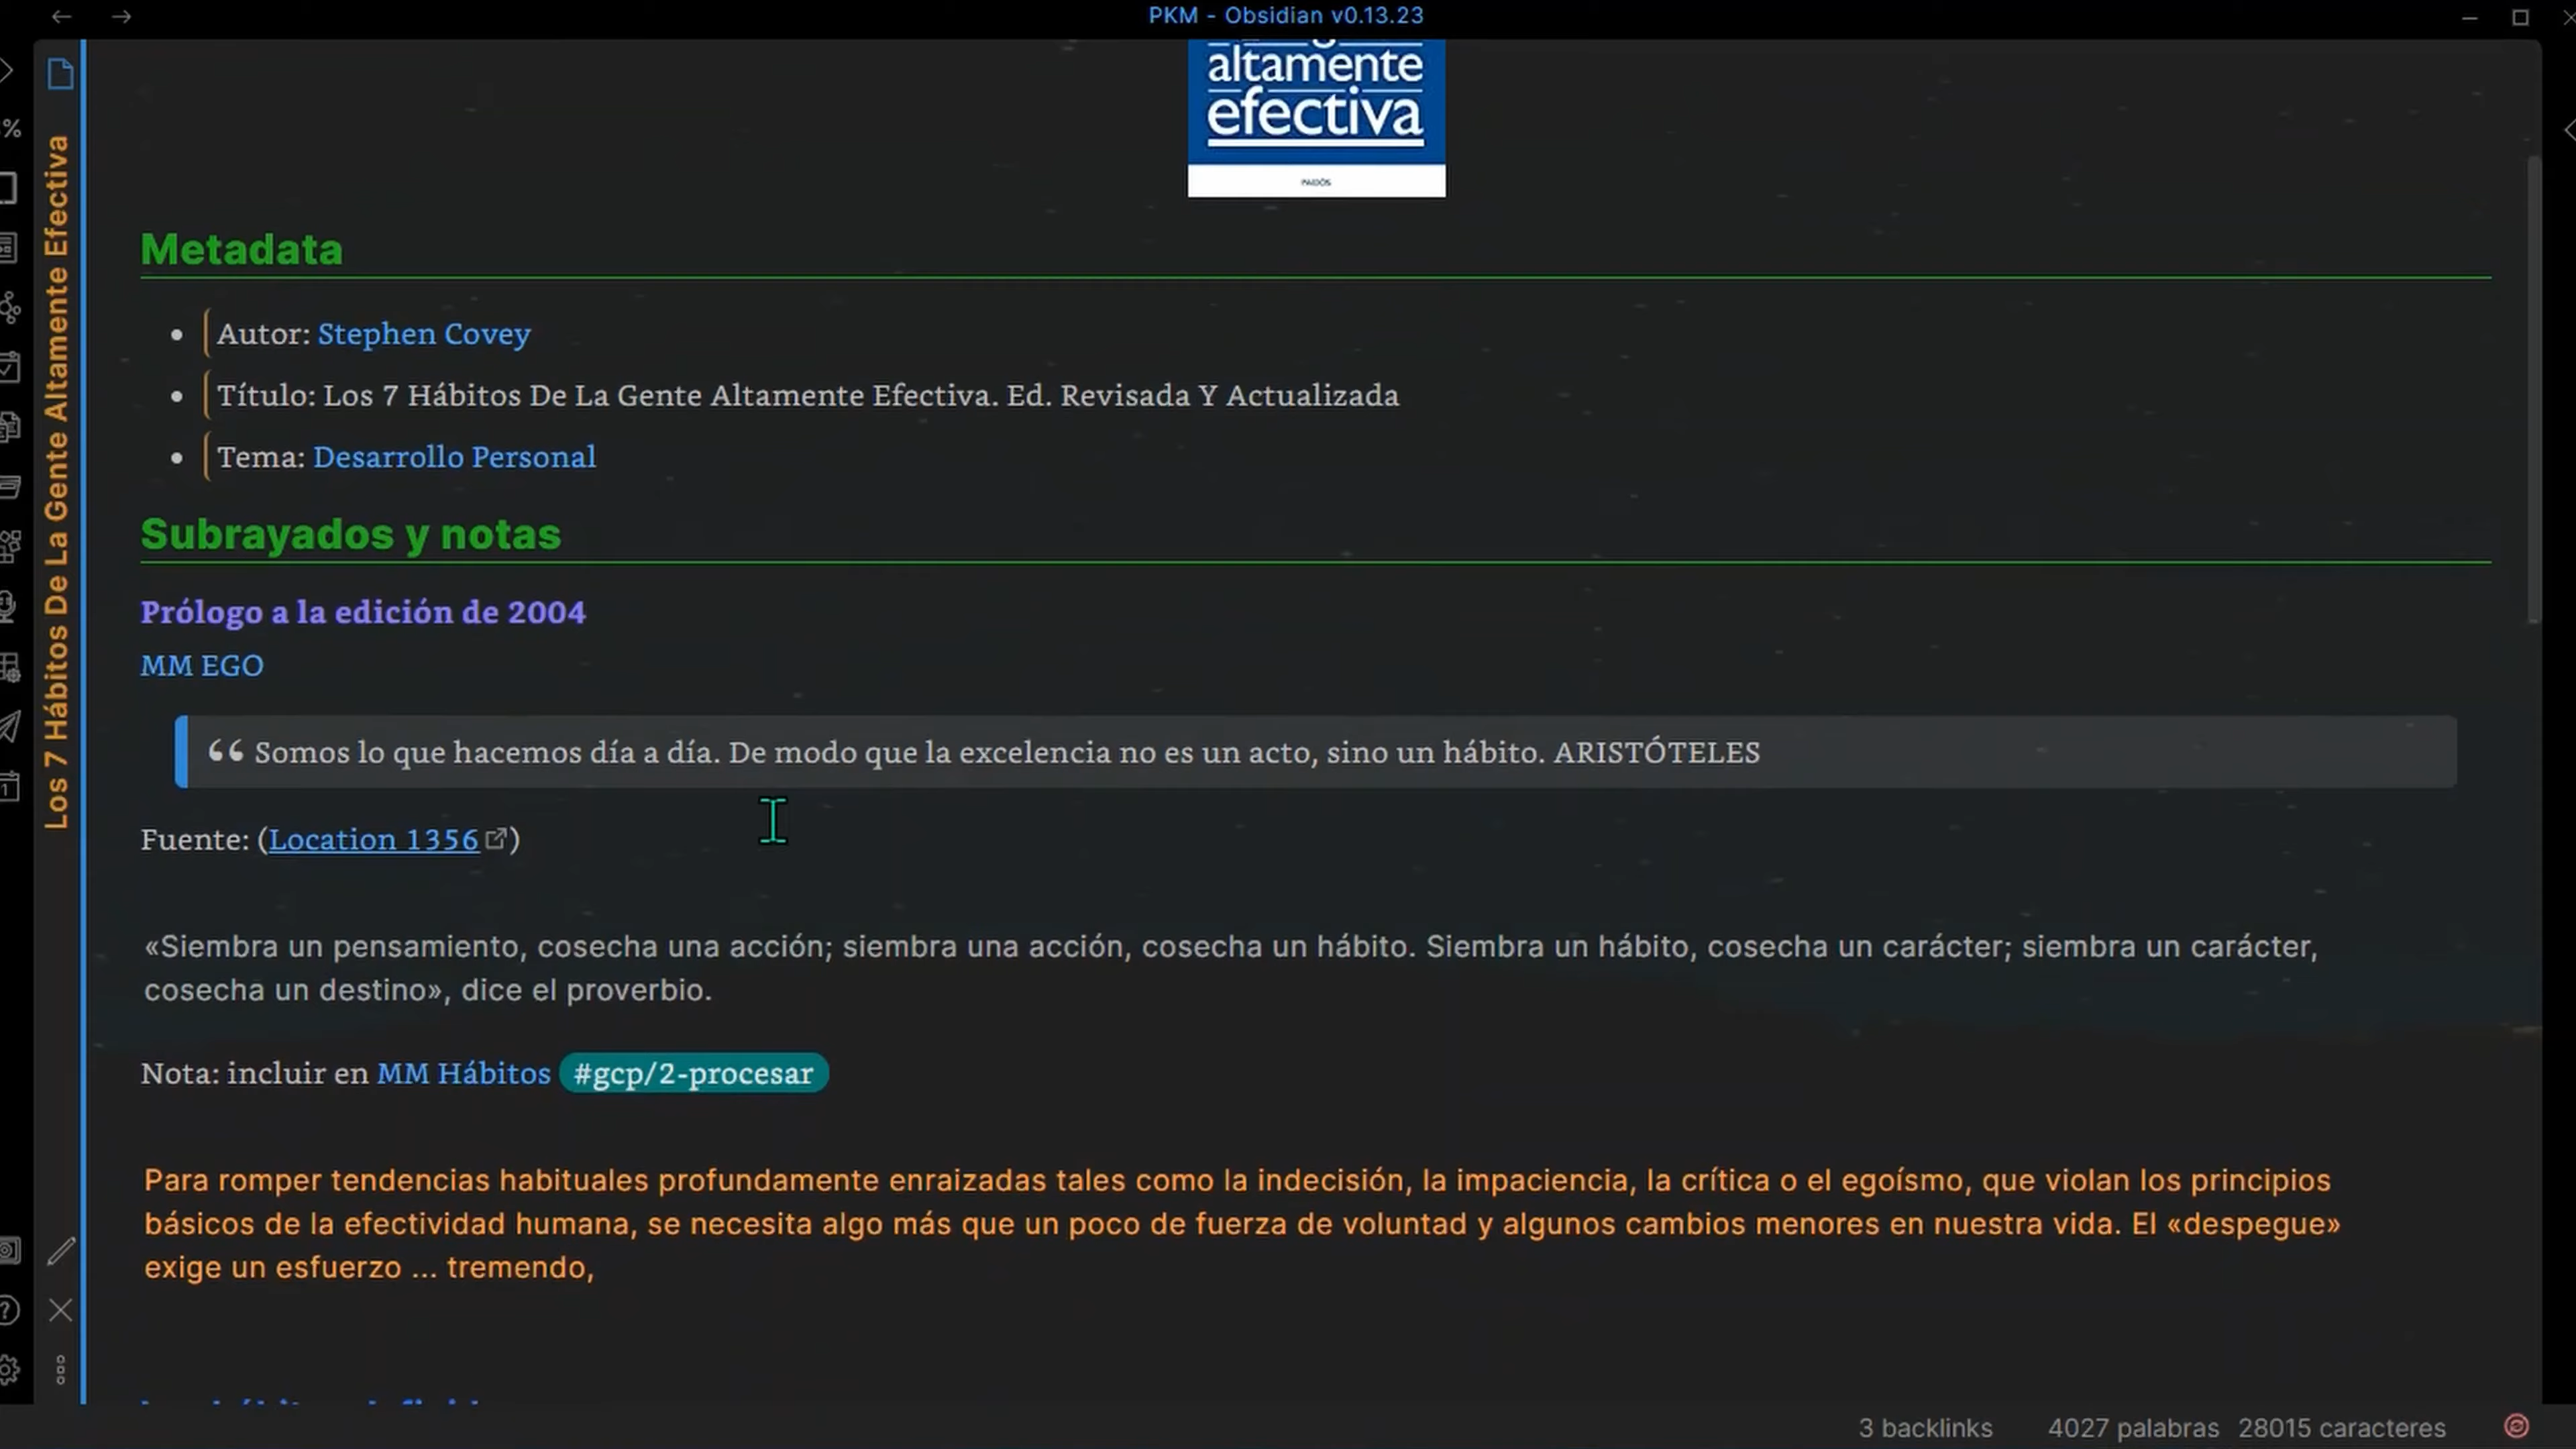 PKM - Obsidian v0.13.23
altamente
efectiva
PAIDÓS
Los 7 Hábitos De La Gente Altamente Efectiva
Metadata
Autor: Stephen Covey
Título: Los 7 Hábitos De La Gente Altamente Efectiva. Ed. Revisada Y Actualizada
Tema: Desarrollo Personal
Subrayados y notas
Prólogo a la edición de 2004
MM EGO
“ Somos lo que hacemos día a día. De modo que la excelencia no es un acto, sino un hábito. ARISTÓTELES
Fuente: (Location 1356)
«Siembra un pensamiento, cosecha una acción; siembra una acción, cosecha un hábito. Siembra un hábito, cosecha un carácter; siembra un carácter,
cosecha un destino», dice el proverbio.
Nota: incluir en MM Hábitos #gcp/2-procesar
Para romper tendencias habituales profundamente enraizadas tales como la indecisión, la impaciencia, la crítica o el egoísmo, que violan los principios
básicos de la efectividad humana, se necesita algo más que un poco de fuerza de voluntad y algunos cambios menores en nuestra vida. El «despegue»
exige un esfuerzo ... tremendo,
3 backlinks 4027 palabras 28015 caracteres